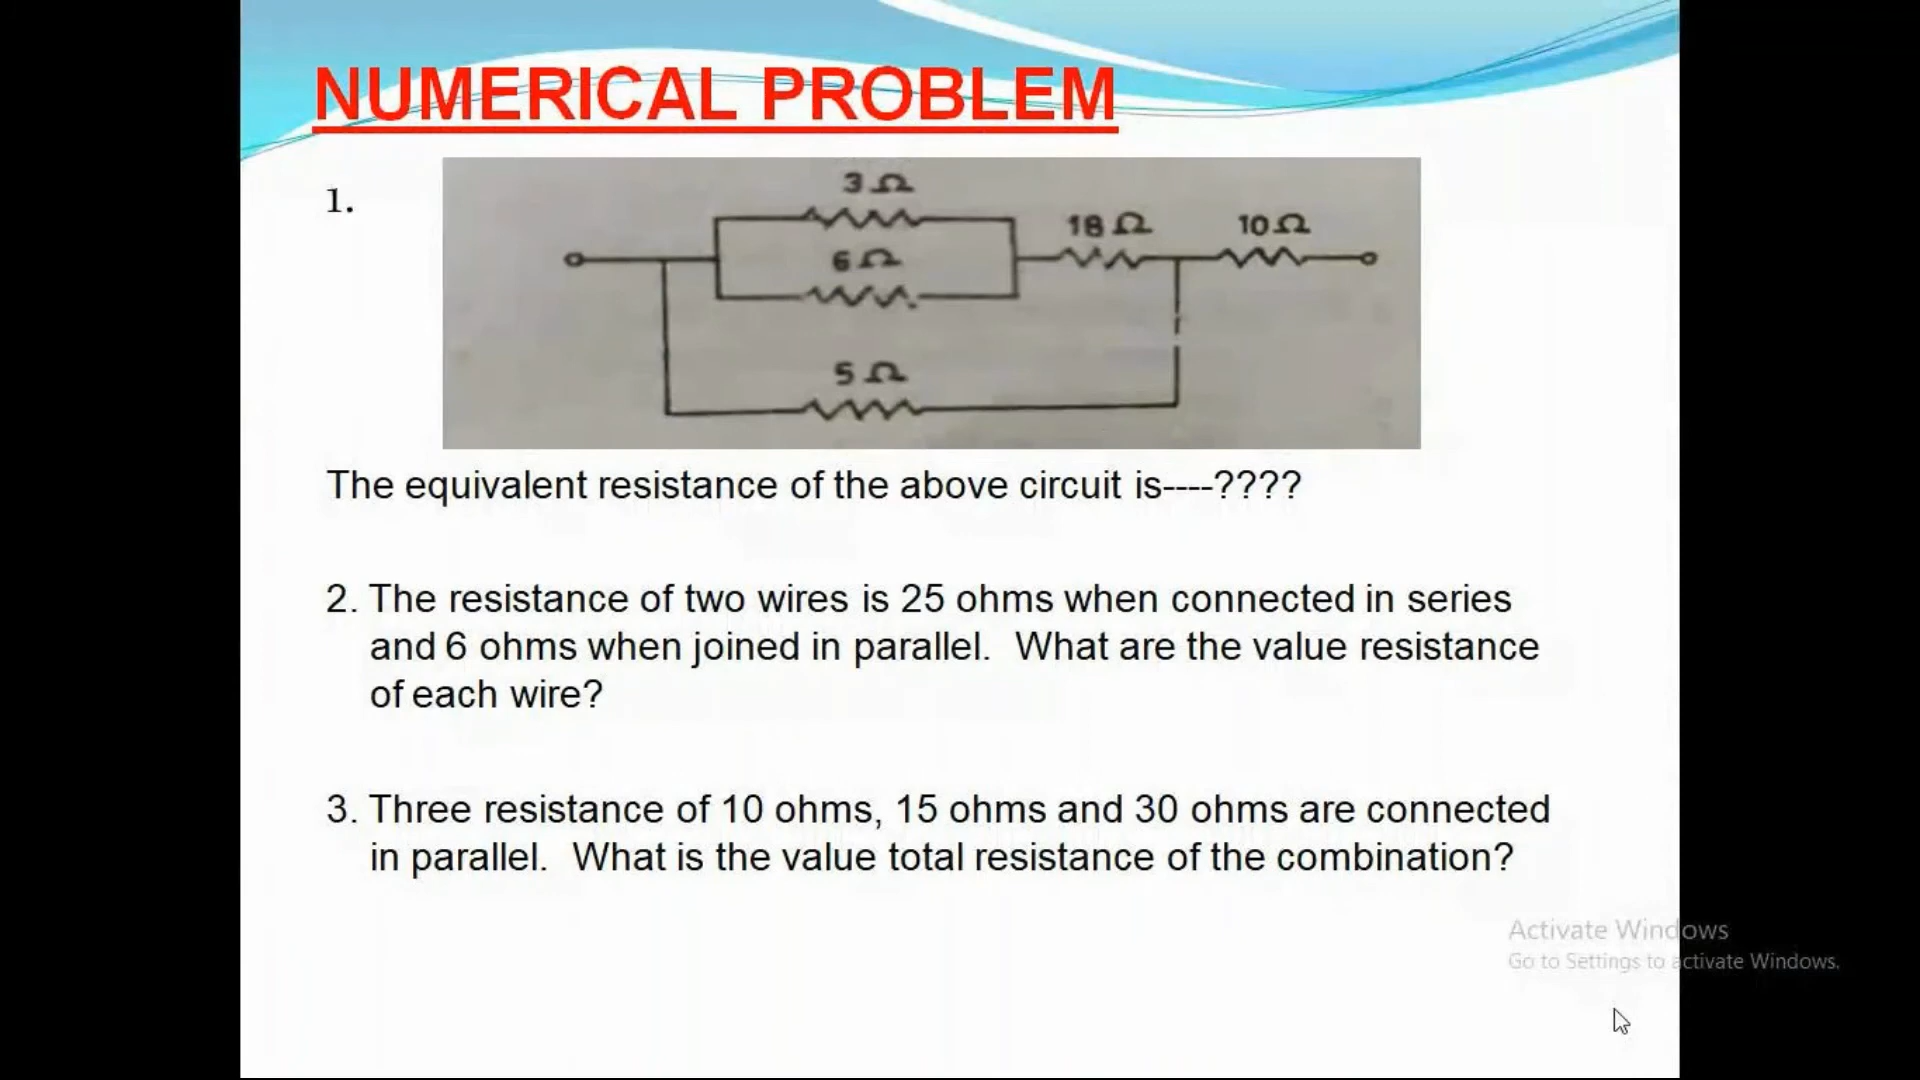 NUMERICAL PROBLEM
1.
3Ω
18Ω
10Ω
6Ω
5Ω
The equivalent resistance of the above circuit is----????
2. The resistance of two wires is 25 ohms when connected in series
and 6 ohms when joined in parallel. What are the value resistance
of each wire?
3. Three resistance of 10 ohms, 15 ohms and 30 ohms are connected
in parallel. What is the value total resistance of the combination?
Activate Windows
Go to Settings to activate Windows.